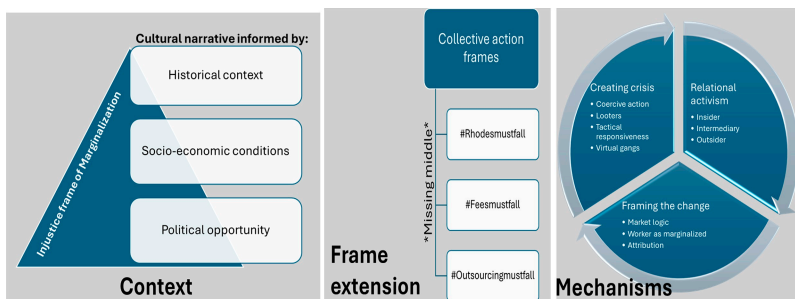 Cultural narrative informed by:
Historical context
Socio-economic conditions
Political opportunity
Injustice frame of Marginalization
Context
Collective action
frames
*Missing middle*
#Rhodesmustfall
#Feesmustfall
#Outsourcingmustfall
Frame
extension
Creating crisis
• Coercive action
• Looters
• Tactical
responsiveness
• Virtual gangs
Relational
activism
• Insider
• Intermediary
• Outsider
Framing the change
• Market logic
• Worker as marginalized
• Attribution
Mechanisms